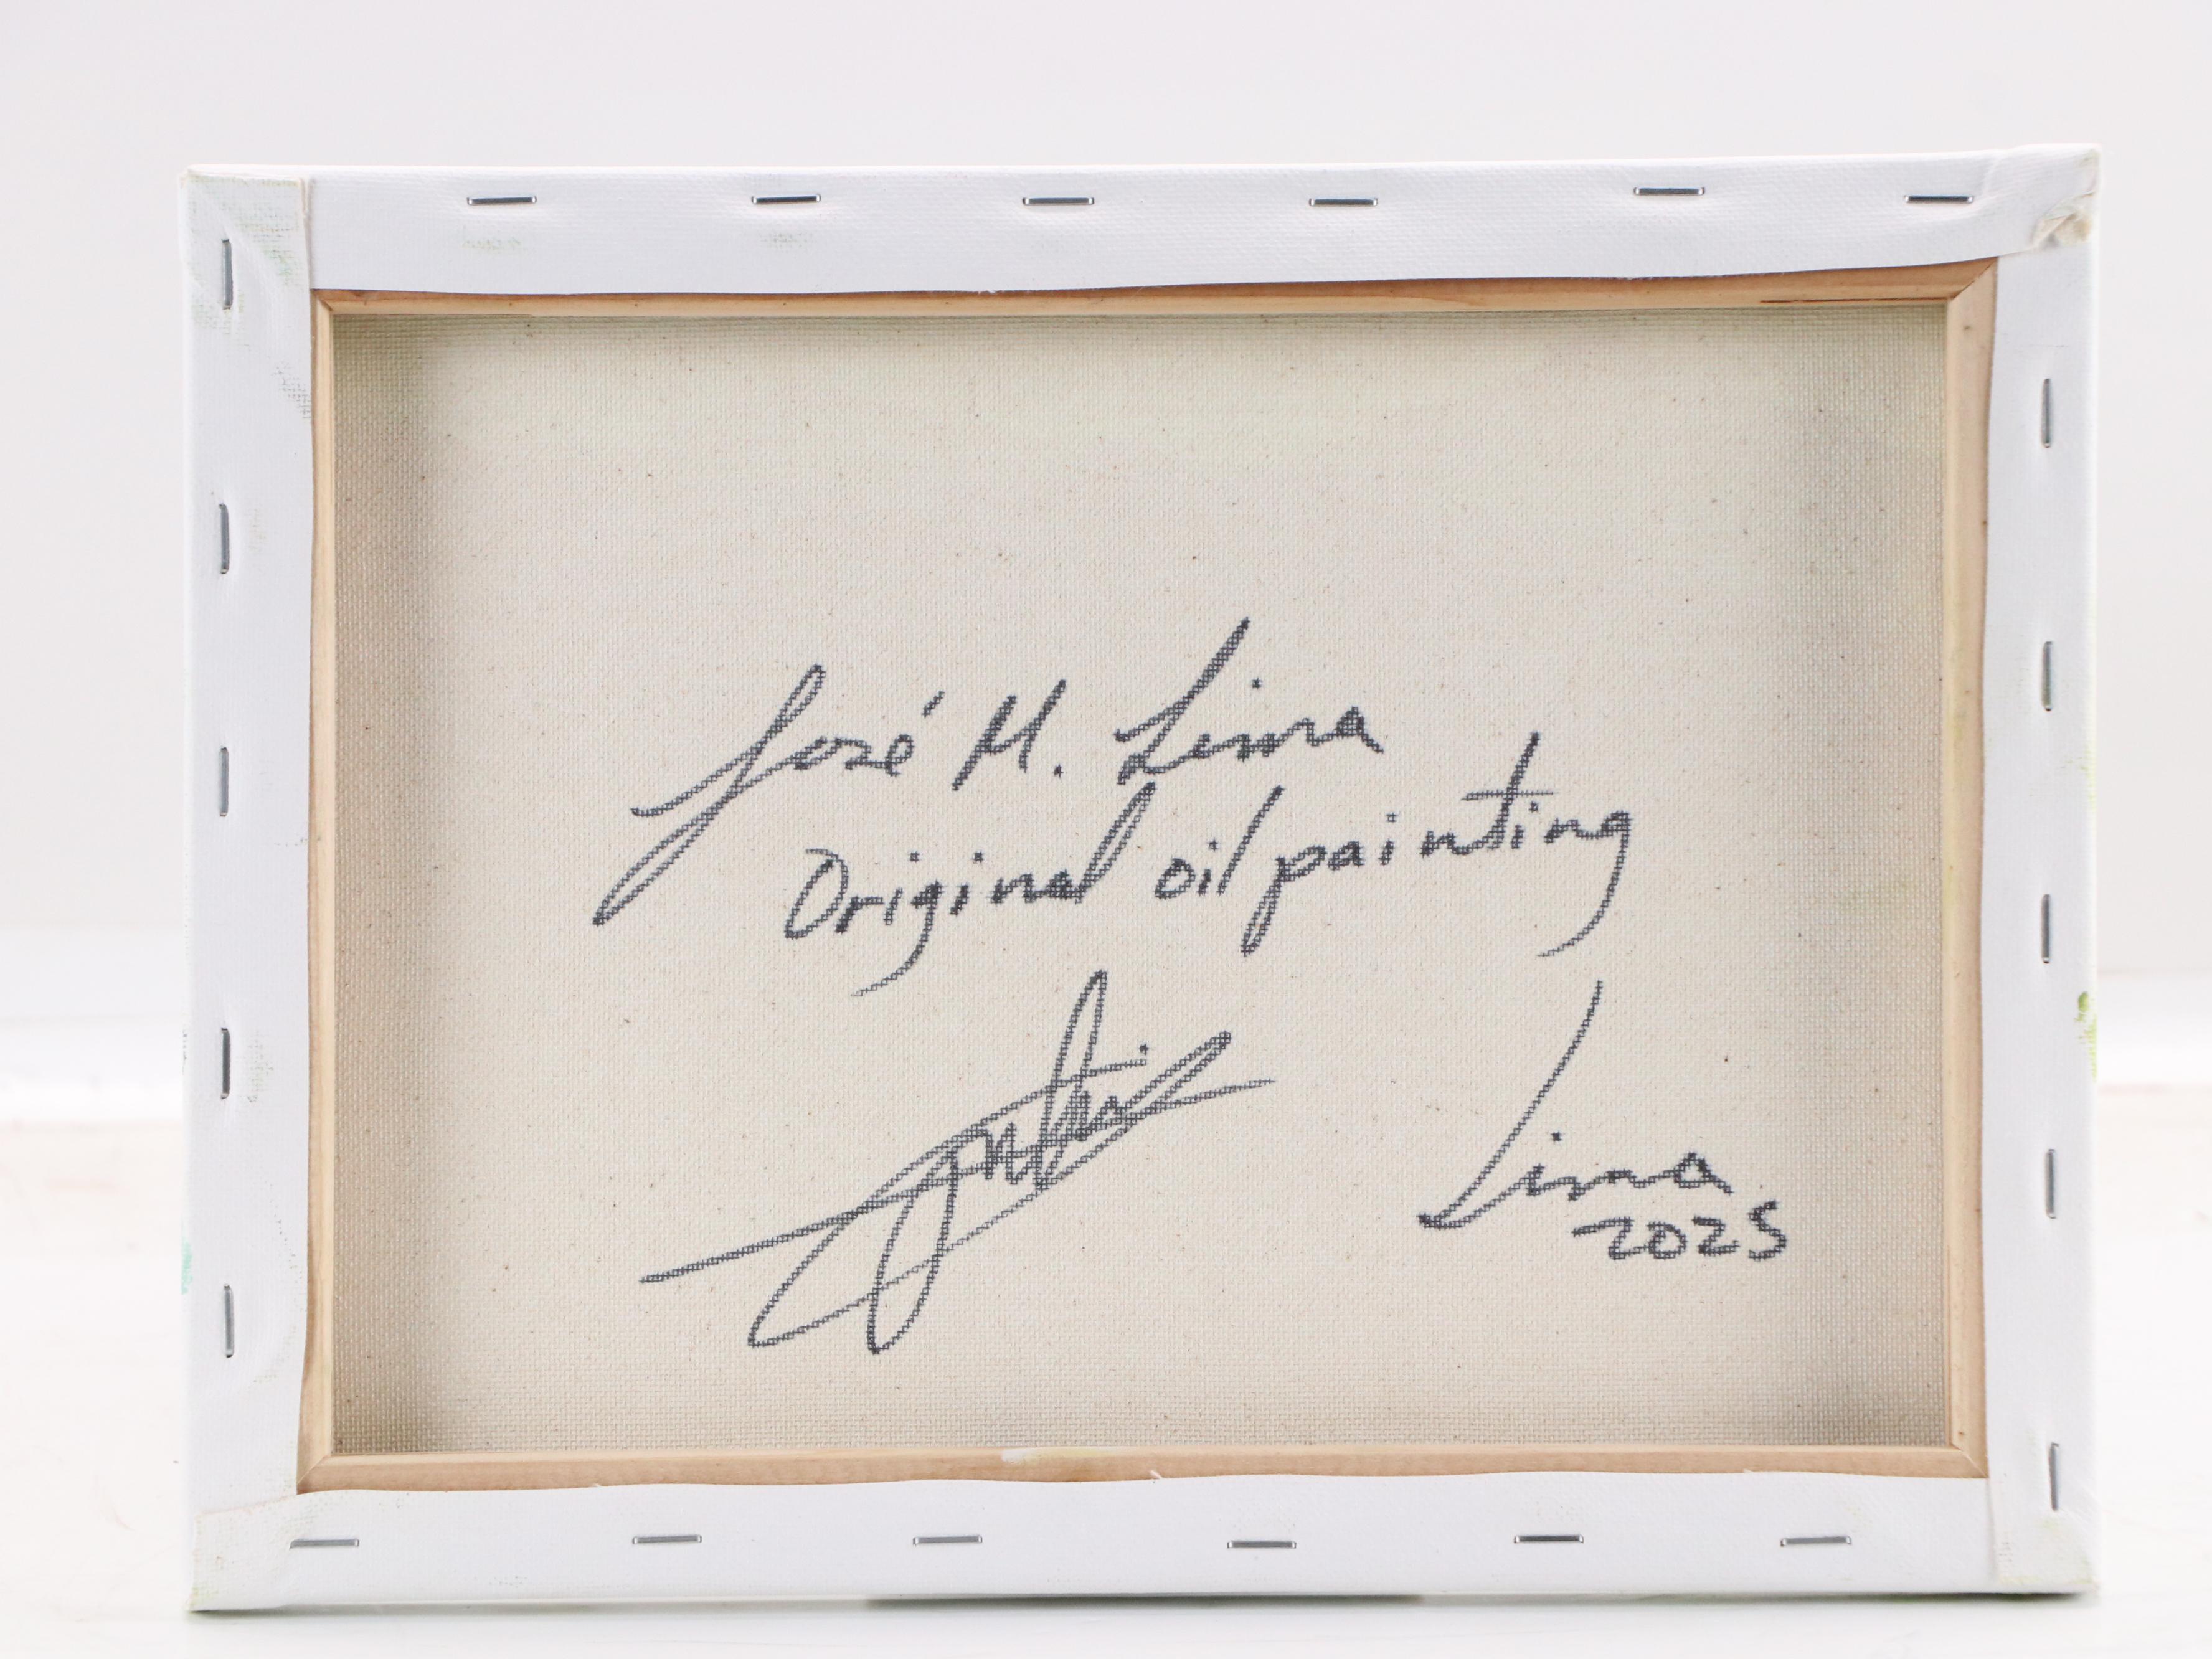 José M. Lima
Original oil painting
Lima
2025